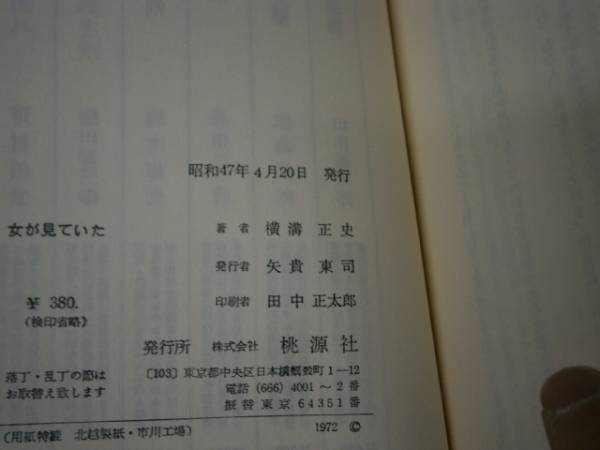 昭和47年4月20日 発行
女が見ていた
著者 横溝正史
発行者 矢貴東司
¥ 380.
印刷者 田中正太郎
(検印省略)
発行所 株式会社 桃源社
落丁・乱丁の節は
お取替え致します
〔103〕東京都中央区日本橋 町1—12
電話 (666) 4001〜2番
振替東京 64351番
(用紙特 北越製紙・市川工場)
1972 ©